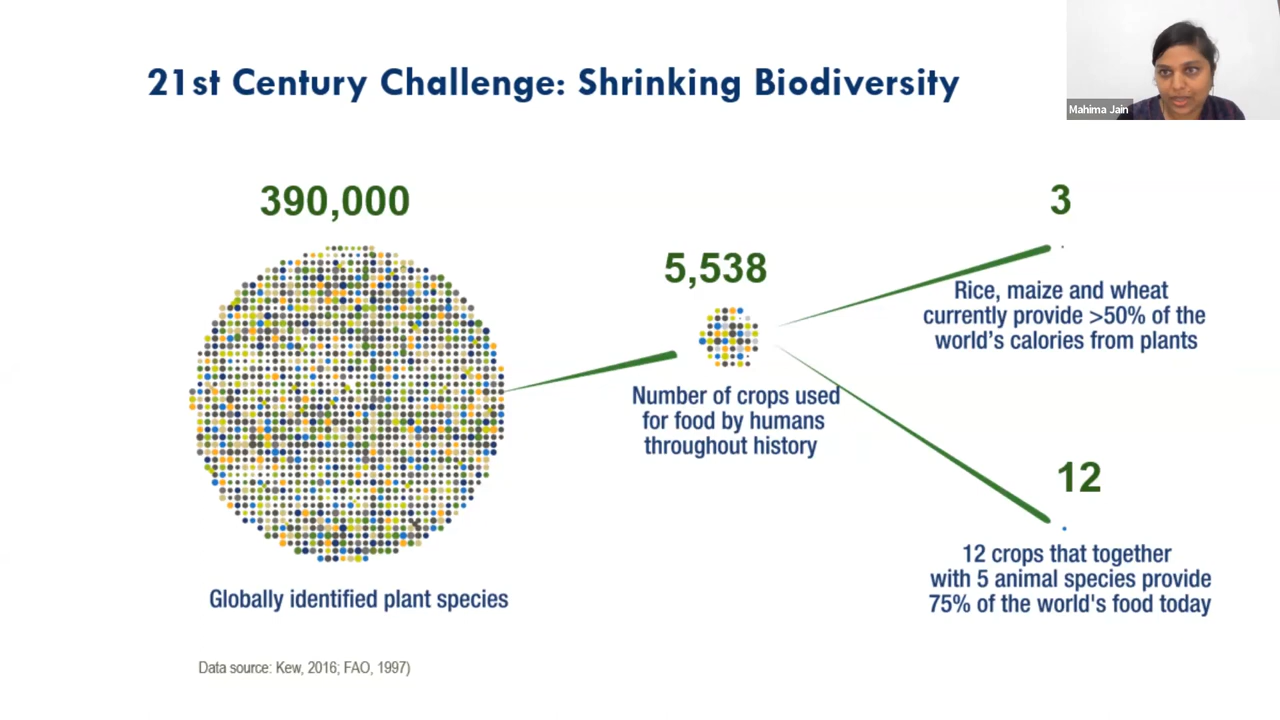 21st Century Challenge: Shrinking Biodiversity
Mahima Jain
390,000
Globally identified plant species
5,538
Number of crops used
for food by humans
throughout history
3
Rice, maize and wheat
currently provide >50% of the
world's calories from plants
12
12 crops that together
with 5 animal species provide
75% of the world's food today
Data source: Kew, 2016; FAO, 1997)